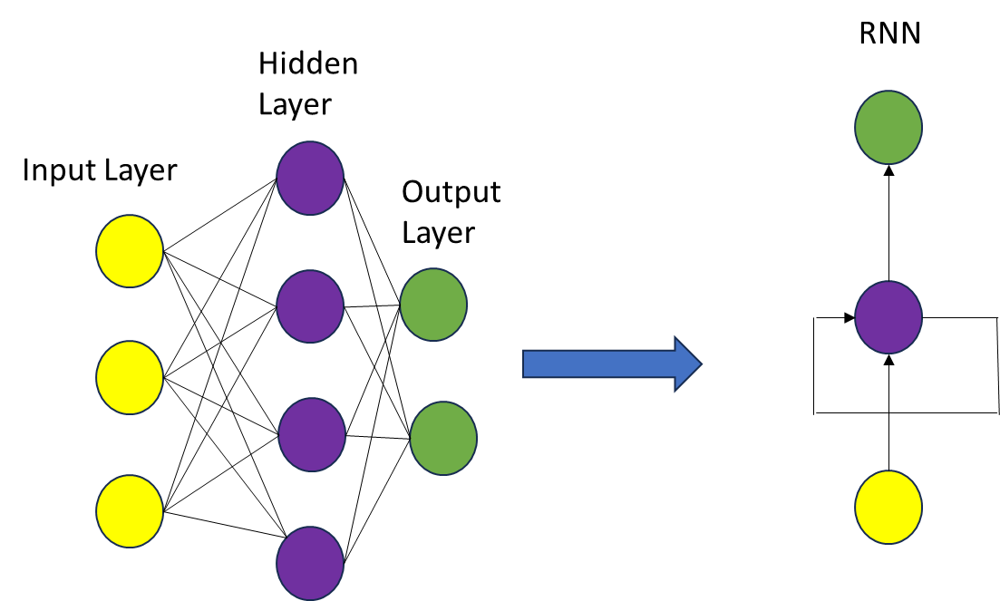 RNN
Hidden
Layer
Input Layer
Output
Layer